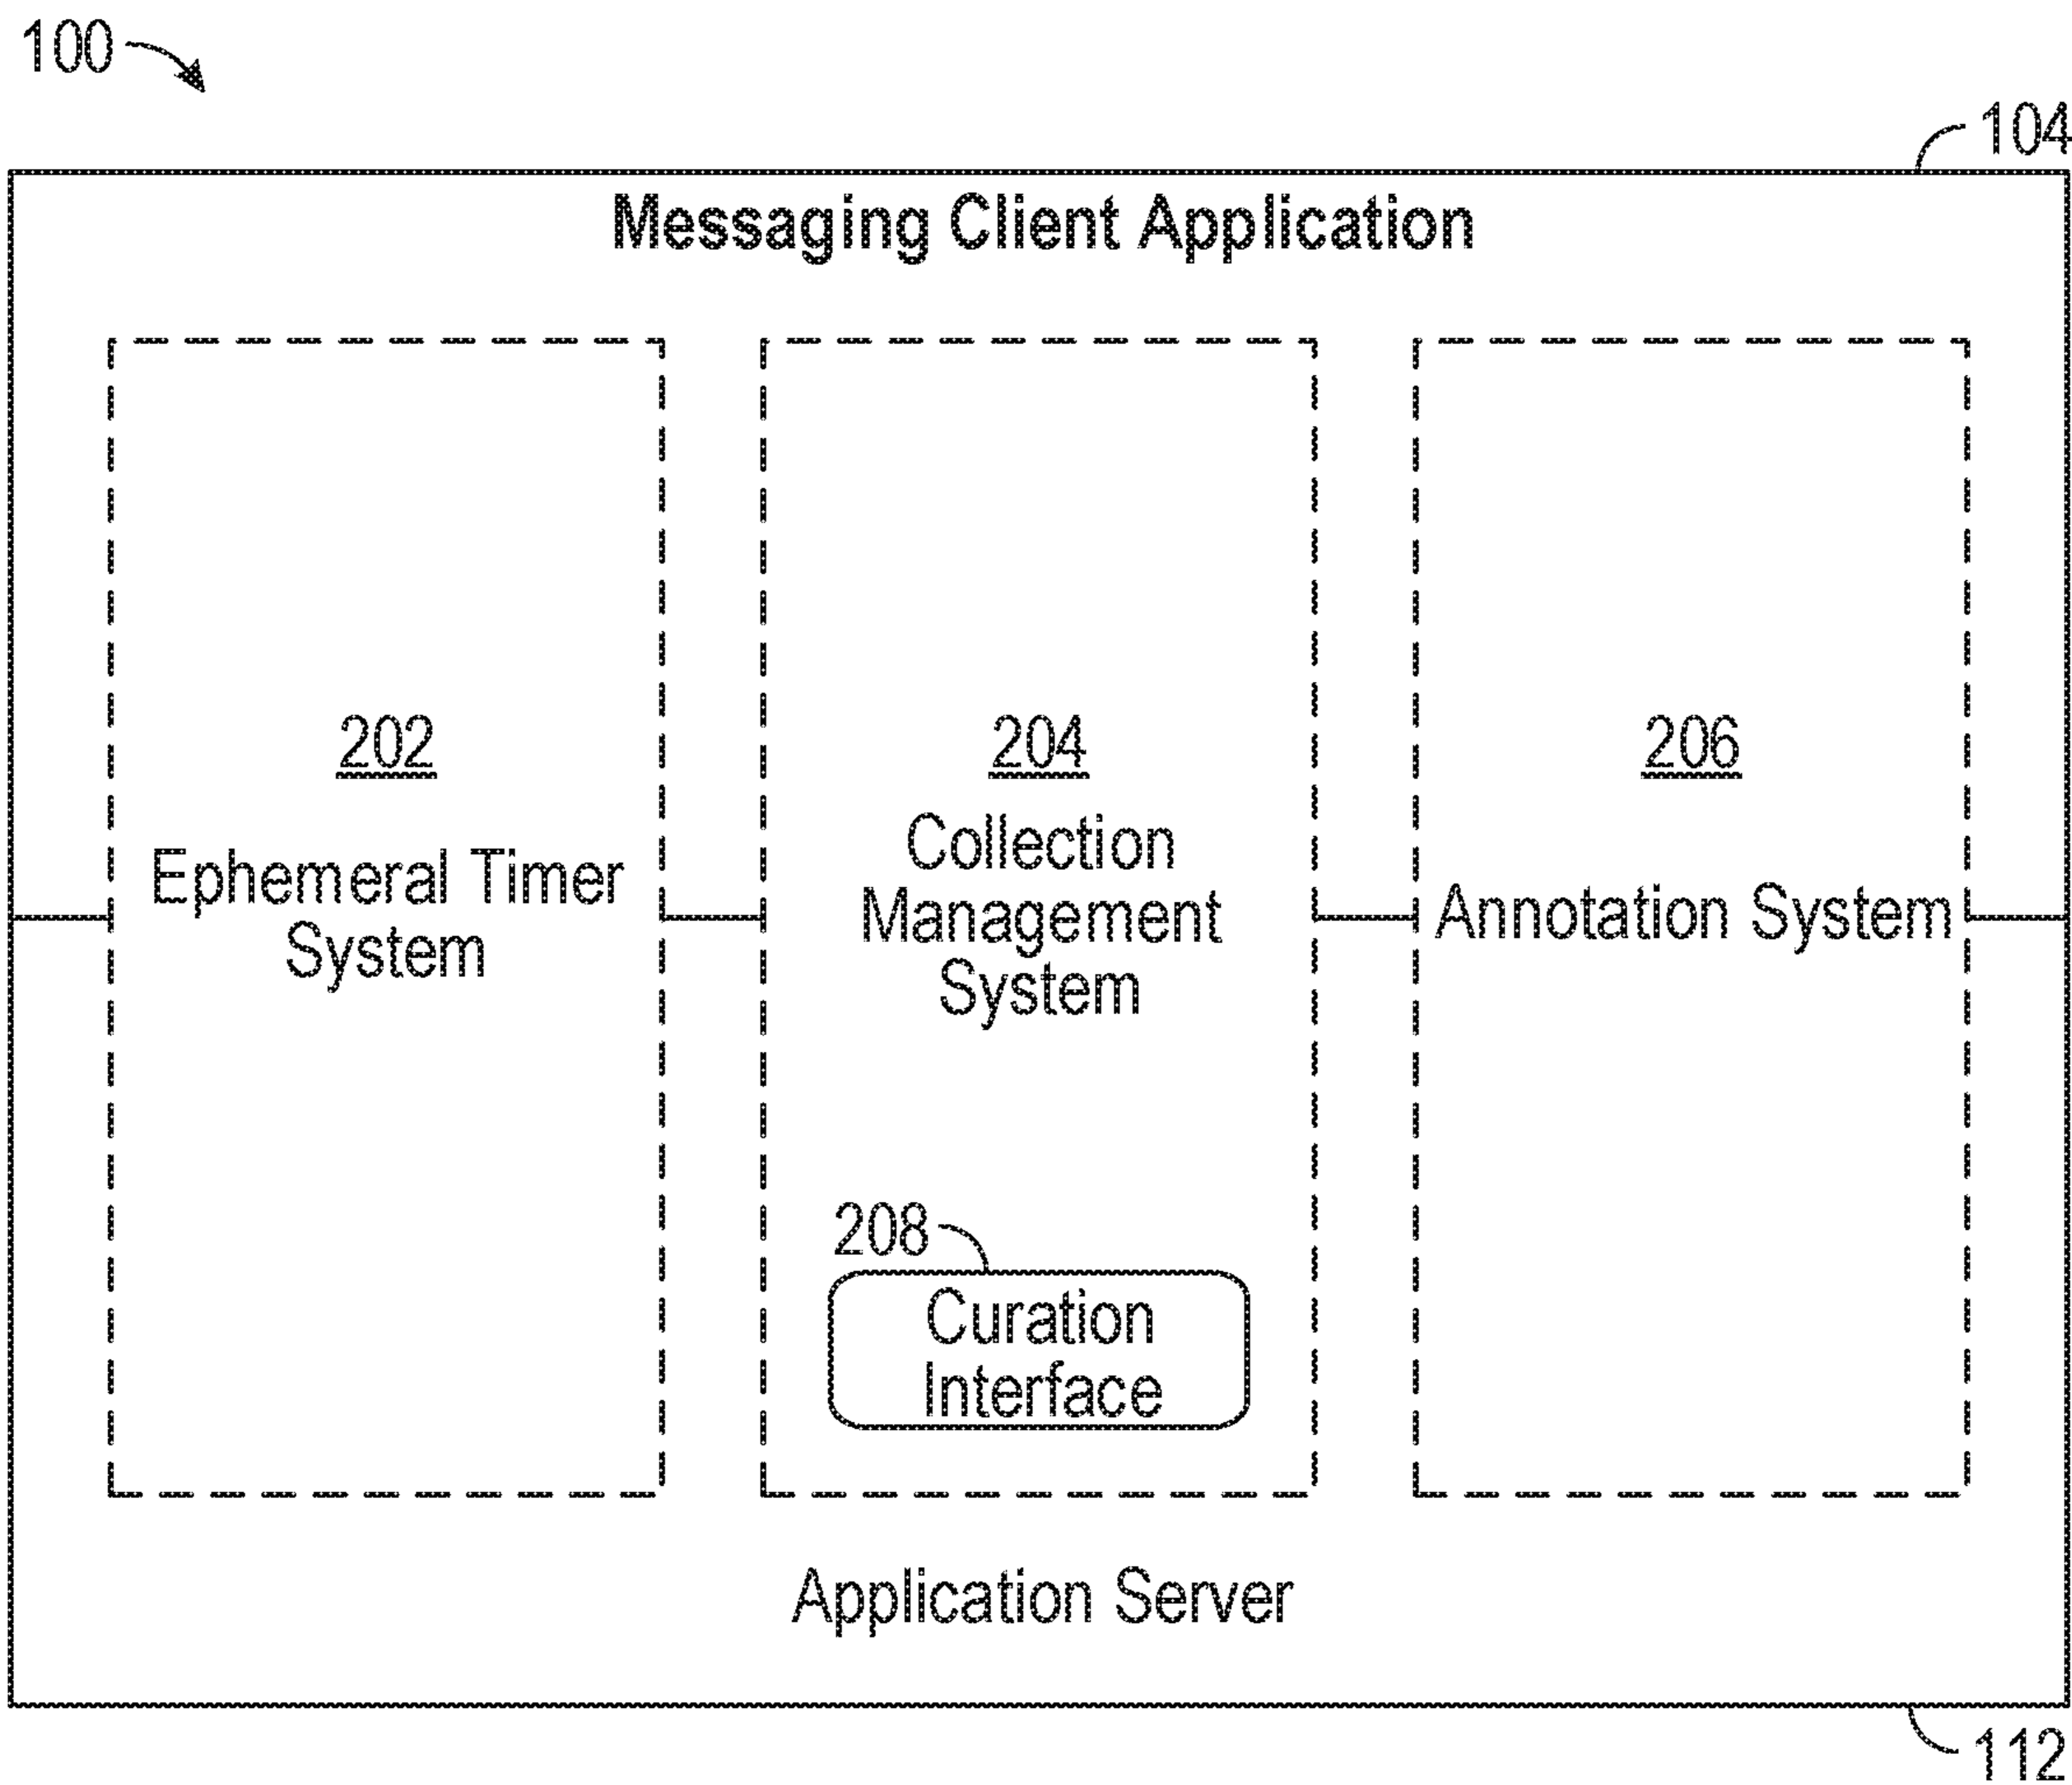 100
104
Messaging Client Application
202
Ephemeral Timer
System
204
Collection
Management
System
206
Annotation System
208
Curation
Interface
Application Server
112